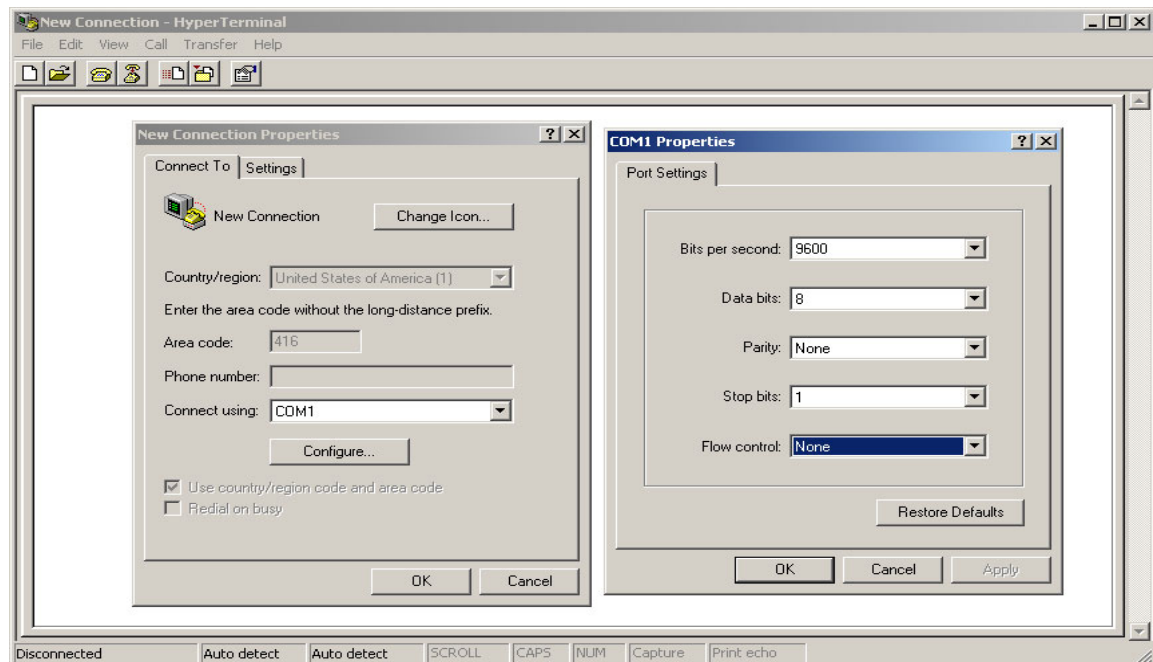 New Connection - HyperTerminal
File Edit View Call Transfer Help
New Connection Properties
Connect To Settings
New Connection
Change Icon...
Country/region: United States of America (1)
Enter the area code without the long-distance prefix.
Area code: 416
Phone number:
Connect using: COM1
Configure...
Use country/region code and area code
Redial on busy
OK Cancel
COM1 Properties
Port Settings
Bits per second: 9600
Data bits: 8
Parity: None
Stop bits: 1
Flow control: None
Restore Defaults
OK Cancel Apply
Disconnected Auto detect Auto detect SCROLL CAPS NUM Capture Print echo